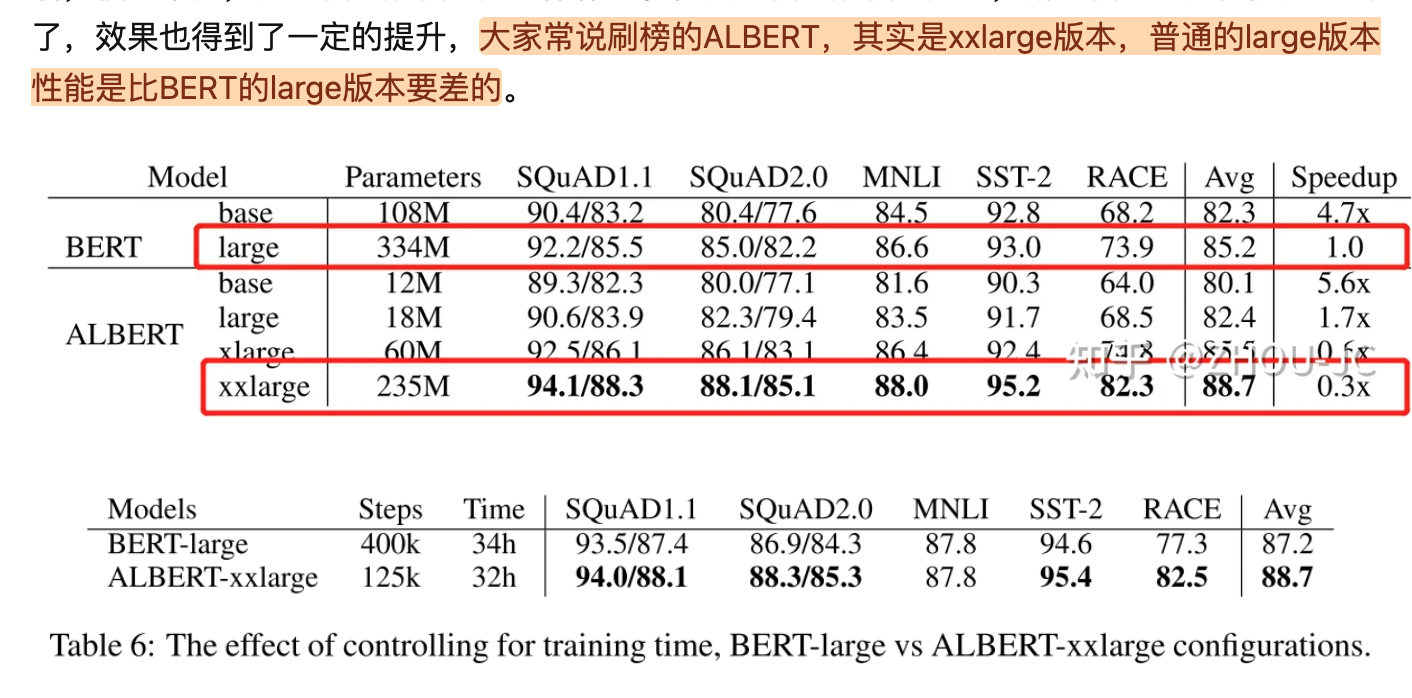 了，效果也得到了一定的提升，大家常说刷榜的ALBERT，其实是xxlarge版本，普通的large版本
性能是比BERT的large版本要差的。
Model Parameters SQuAD1.1 SQuAD2.0 MNLI SST-2 RACE Avg Speedup
base 108M 90.4/83.2 80.4/77.6 84.5 92.8 68.2 82.3 4.7x
BERT large 334M 92.2/85.5 85.0/82.2 86.6 93.0 73.9 85.2 1.0
base 12M 89.3/82.3 80.0/77.1 81.6 90.3 64.0 80.1 5.6x
large 18M 90.6/83.9 82.3/79.4 83.5 91.7 68.5 82.4 1.7x
ALBERT
xlarge 60M 92.5/86.1 86.1/83.1 86.4 92.4 74.8 85.5 0.6x
知乎 @ZHOU-JC
xxlarge 235M 94.1/88.3 88.1/85.1 88.0 95.2 82.3 88.7 0.3x
Models Steps Time SQuAD1.1 SQuAD2.0 MNLI SST-2 RACE Avg
BERT-large 400k 34h 93.5/87.4 86.9/84.3 87.8 94.6 77.3 87.2
ALBERT-xxlarge 125k 32h 94.0/88.1 88.3/85.3 87.8 95.4 82.5 88.7
Table 6: The effect of controlling for training time, BERT-large vs ALBERT-xxlarge configurations.